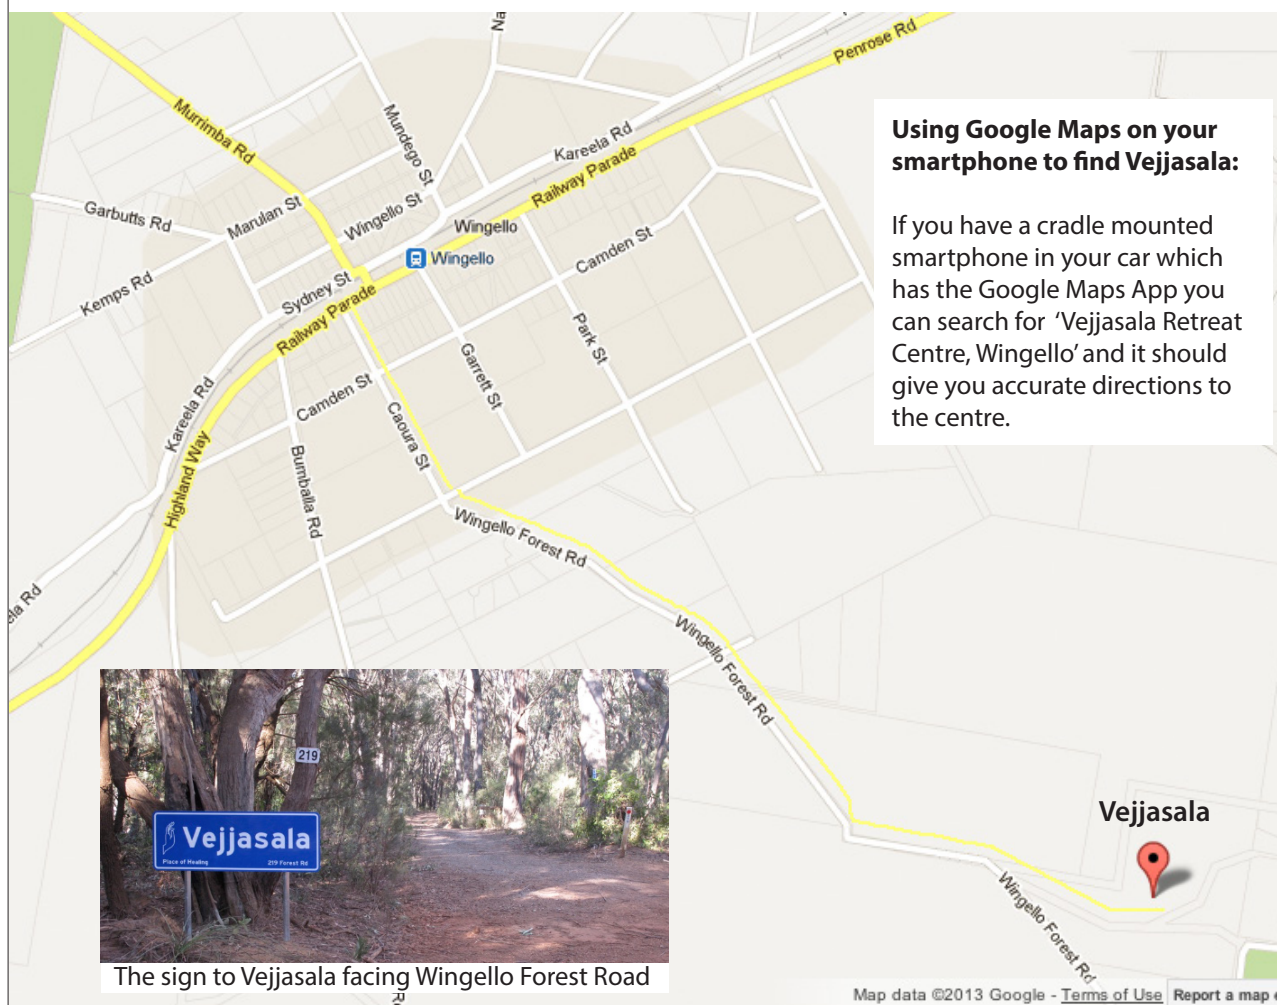 Na
Penrose Rd
Murrimba Rd
Mundego St
Kareela Rd
Railway Parade
Using Google Maps on your
smartphone to find Vejjasala:
If you have a cradle mounted
smartphone in your car which
has the Google Maps App you
can search for ‘Vejjasala Retreat
Centre, Wingello’ and it should
give you accurate directions to
the centre.
Garbutts Rd
Marulan St
Wingello St
Wingello
Wingello
Camden St
Kemps Rd
Sydney St
Railway Parade
Park St
Garrett St
Kareela Rd
Camden St
Caoura St
Highland Way
Bumballa Rd
Wingello Forest Rd
ela Rd
Wingello Forest Rd
219
Vejjasala
Place of Healing 219 Forest Rd
Vejjasala
Wingello Forest Rd
The sign to Vejjasala facing Wingello Forest Road
Map data ©2013 Google - Terms of Use Report a map e